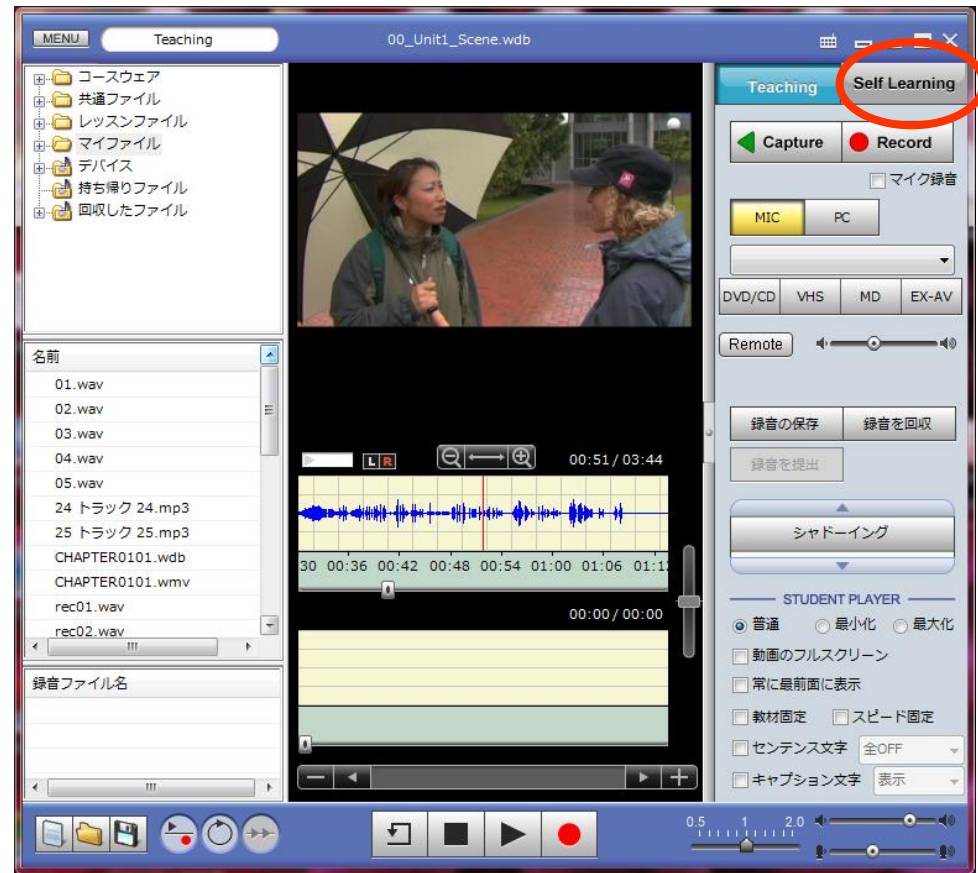 MENU Teaching 00_Unit1_Scene.wdb
コースウェア
共通ファイル
レッスンファイル
マイファイル
デバイス
持ち帰りファイル
回収したファイル
名前
01.wav
02.wav
03.wav
04.wav
05.wav
24 トラック 24.mp3
25 トラック 25.mp3
CHAPTER0101.wdb
CHAPTER0101.wmv
rec01.wav
rec02.wav
録音ファイル名
L R 00:51/03:44
30 00:36 00:42 00:48 00:54 01:00 01:06 01:1
00:00/00:00
Teaching Self Learning
Capture Record
マイク録音
MIC PC
DVD/CD VHS MD EX-AV
Remote
録音の保存 録音を回収
録音を提出
シャドーイング
STUDENT PLAYER
普通 最小化 最大化
動画のフルスクリーン
常に最前面に表示
教材固定 スピード固定
センテンス文字 全OFF
キャプション文字 表示
0.5 1 2.0